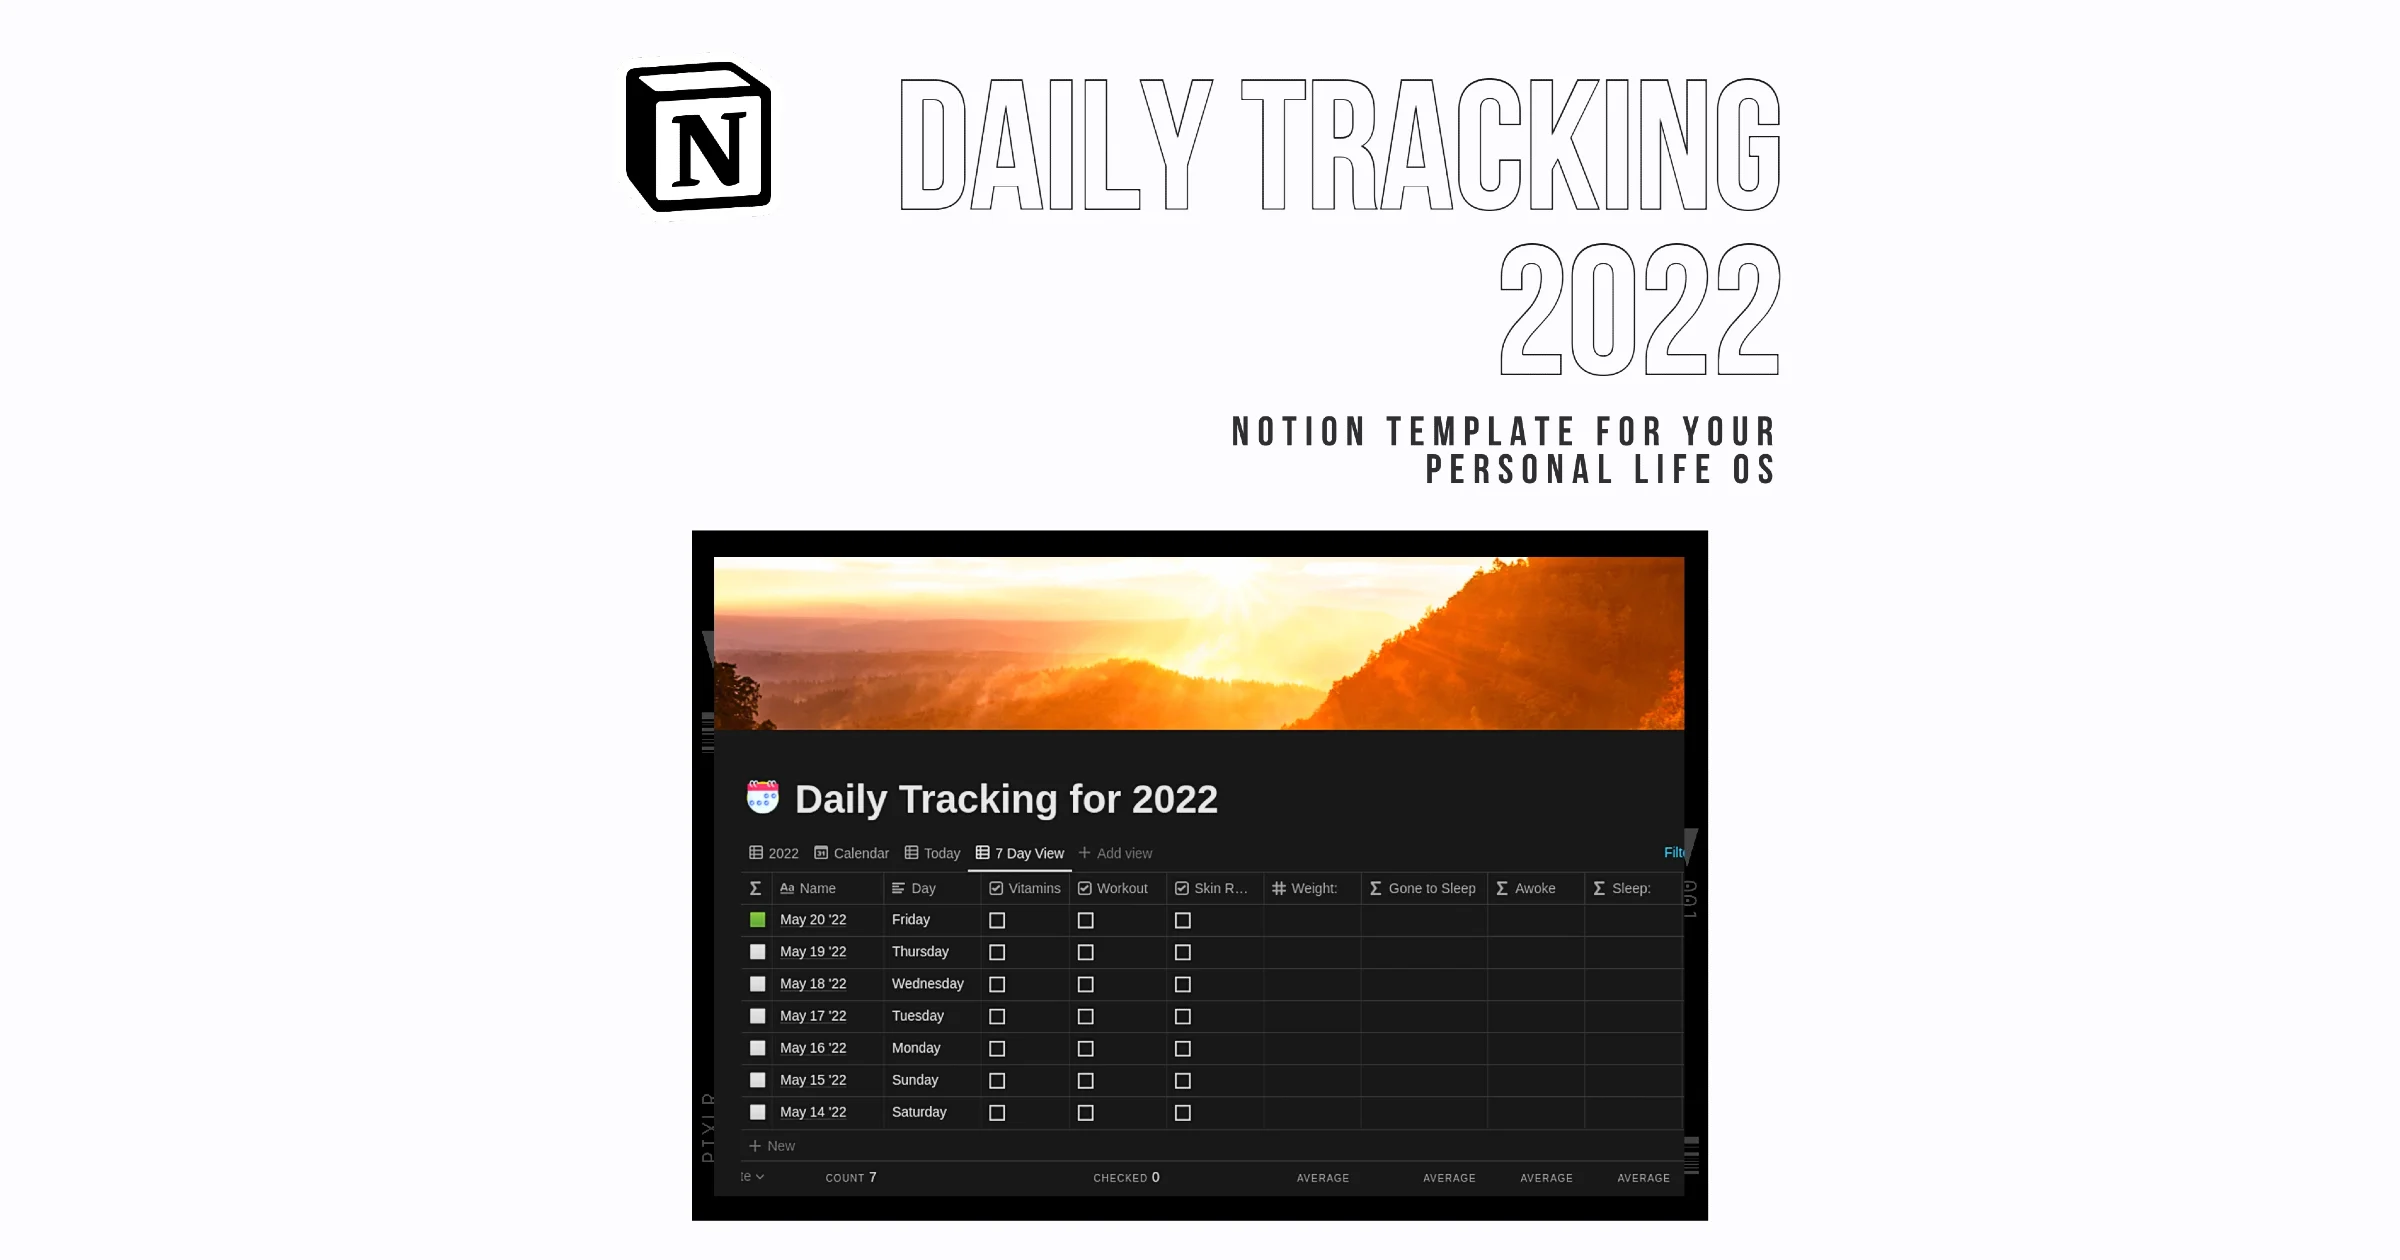 N
DAILY TRACKING
2022
NOTION TEMPLATE FOR YOUR
PERSONAL LIFE OS
Daily Tracking for 2022
2022 Calendar Today 7 Day View + Add view Filte
Σ Aa Name Day Vitamins Workout Skin R... # Weight: Σ Gone to Sleep Σ Awoke Σ Sleep:
May 20 '22 Friday
May 19 '22 Thursday
May 18 '22 Wednesday
May 17 '22 Tuesday
May 16 '22 Monday
May 15 '22 Sunday
May 14 '22 Saturday
+ New
te COUNT 7 CHECKED 0 AVERAGE AVERAGE AVERAGE AVERAGE